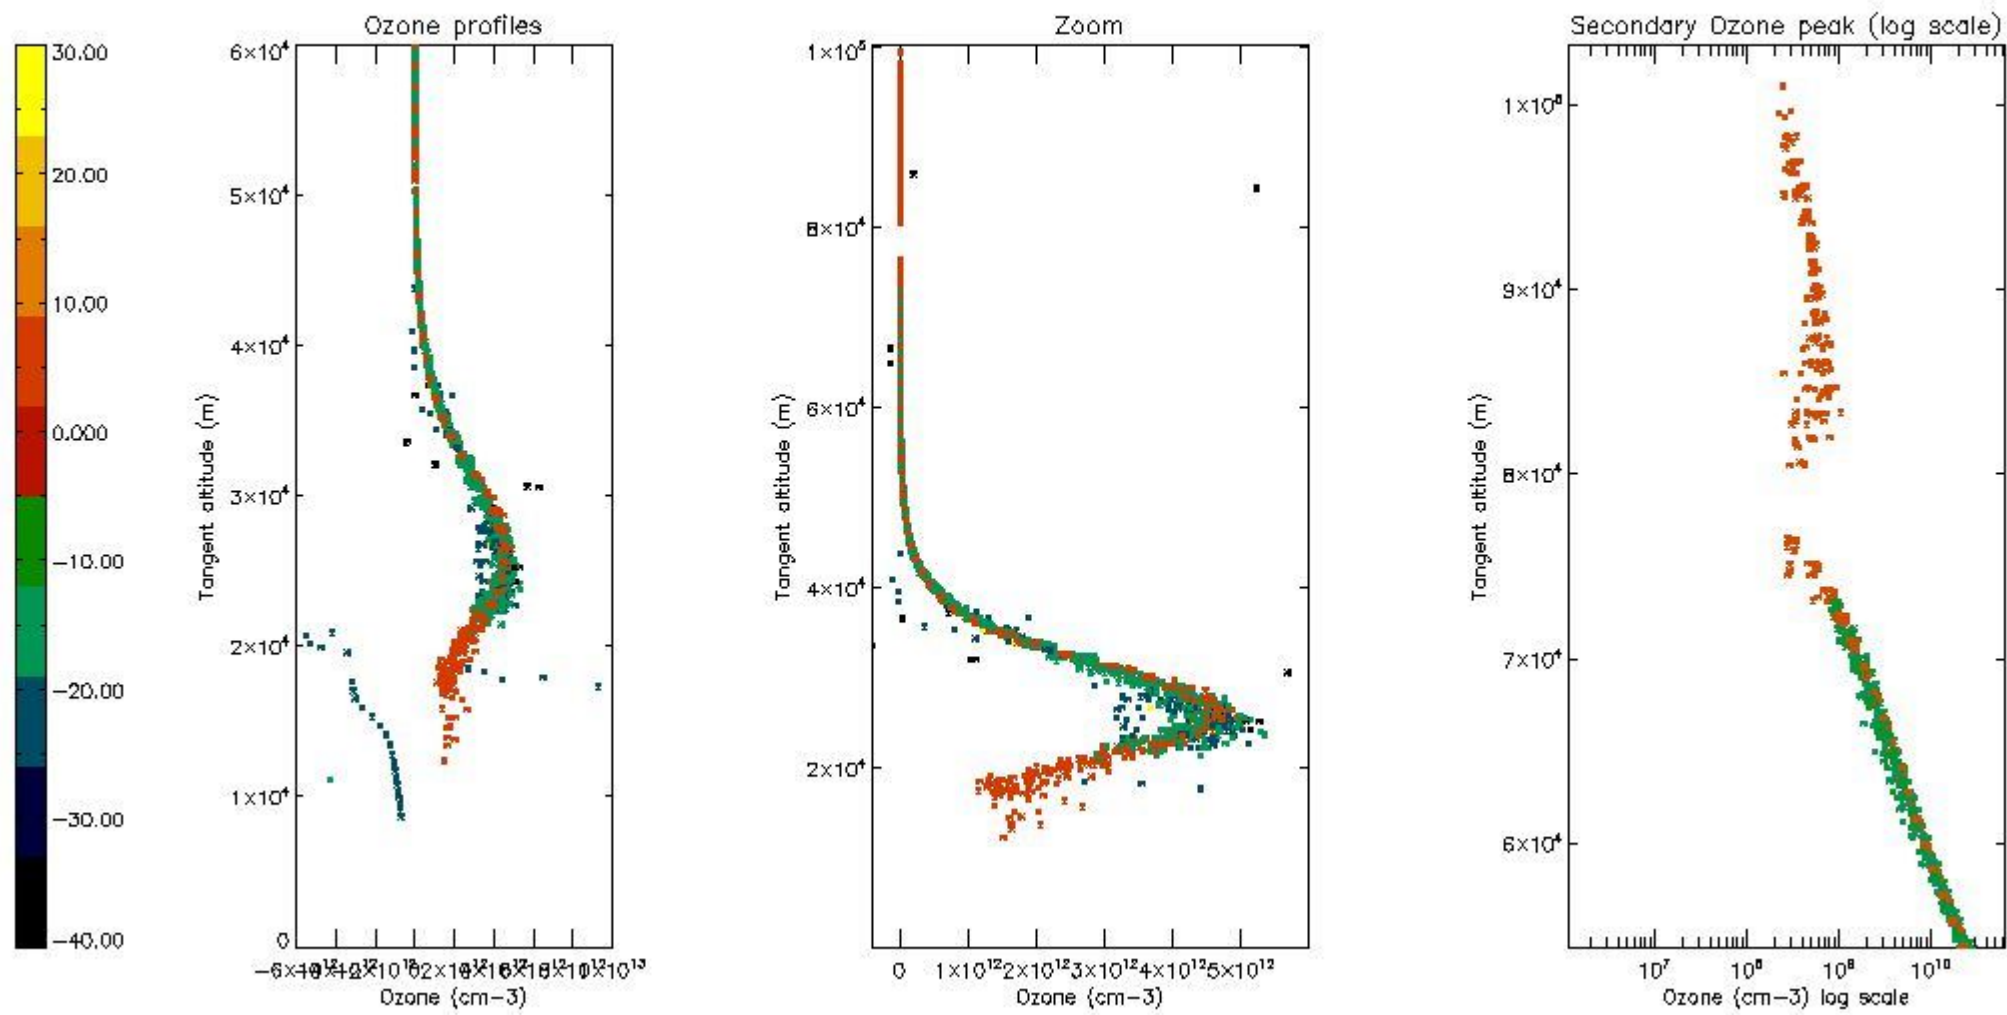 Ozone profiles
Zoom
Secondary Ozone peak (log scale)
30.00
20.00
10.00
0.000
−10.00
−20.00
−30.00
−40.00
6×10⁴
5×10⁴
4×10⁴
3×10⁴
2×10⁴
1×10⁴
0
Tangent altitude (m)
Ozone (cm−3)
1×10⁵
8×10⁴
6×10⁴
4×10⁴
2×10⁴
Tangent altitude (m)
0 1×10¹² 2×10¹² 3×10¹² 4×10¹² 5×10¹²
Ozone (cm−3)
9×10⁴
8×10⁴
7×10⁴
6×10⁴
Tangent altitude (m)
10⁷ 10⁸ 10⁹ 10¹⁰
Ozone (cm−3) log scale